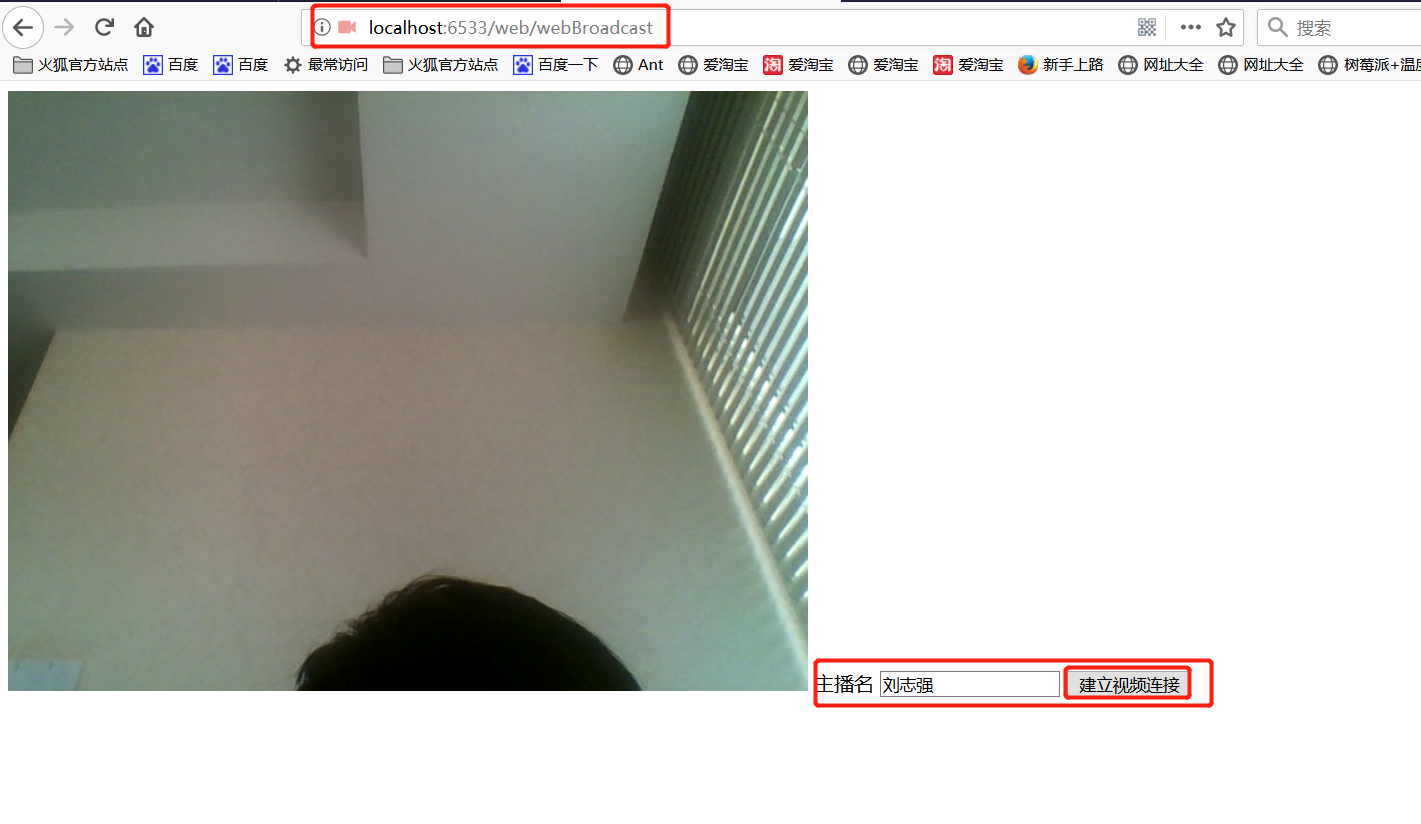 localhost:6533/web/webBroadcast 搜索
火狐官方站点 百度 百度 最常访问 火狐官方站点 百度一下 Ant 爱淘宝 淘 爱淘宝 爱淘宝 淘 爱淘宝 新手上路 网址大全 网址大全 树莓派+温度
主播名 刘志强 建立视频连接